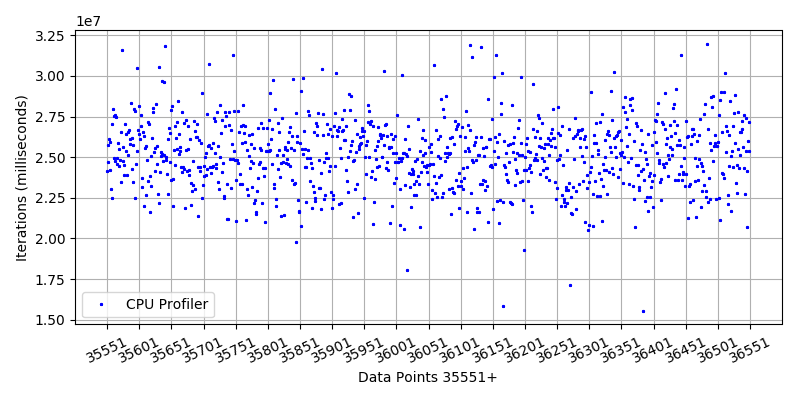 1e7
3.25
3.00
2.75
2.50
2.25
2.00
1.75
1.50
Iterations (milliseconds)
CPU Profiler
35551 35601 35651 35701 35751 35801 35851 35901 35951 36001 36051 36101 36151 36201 36251 36301 36351 36401 36451 36501 36551
Data Points 35551+